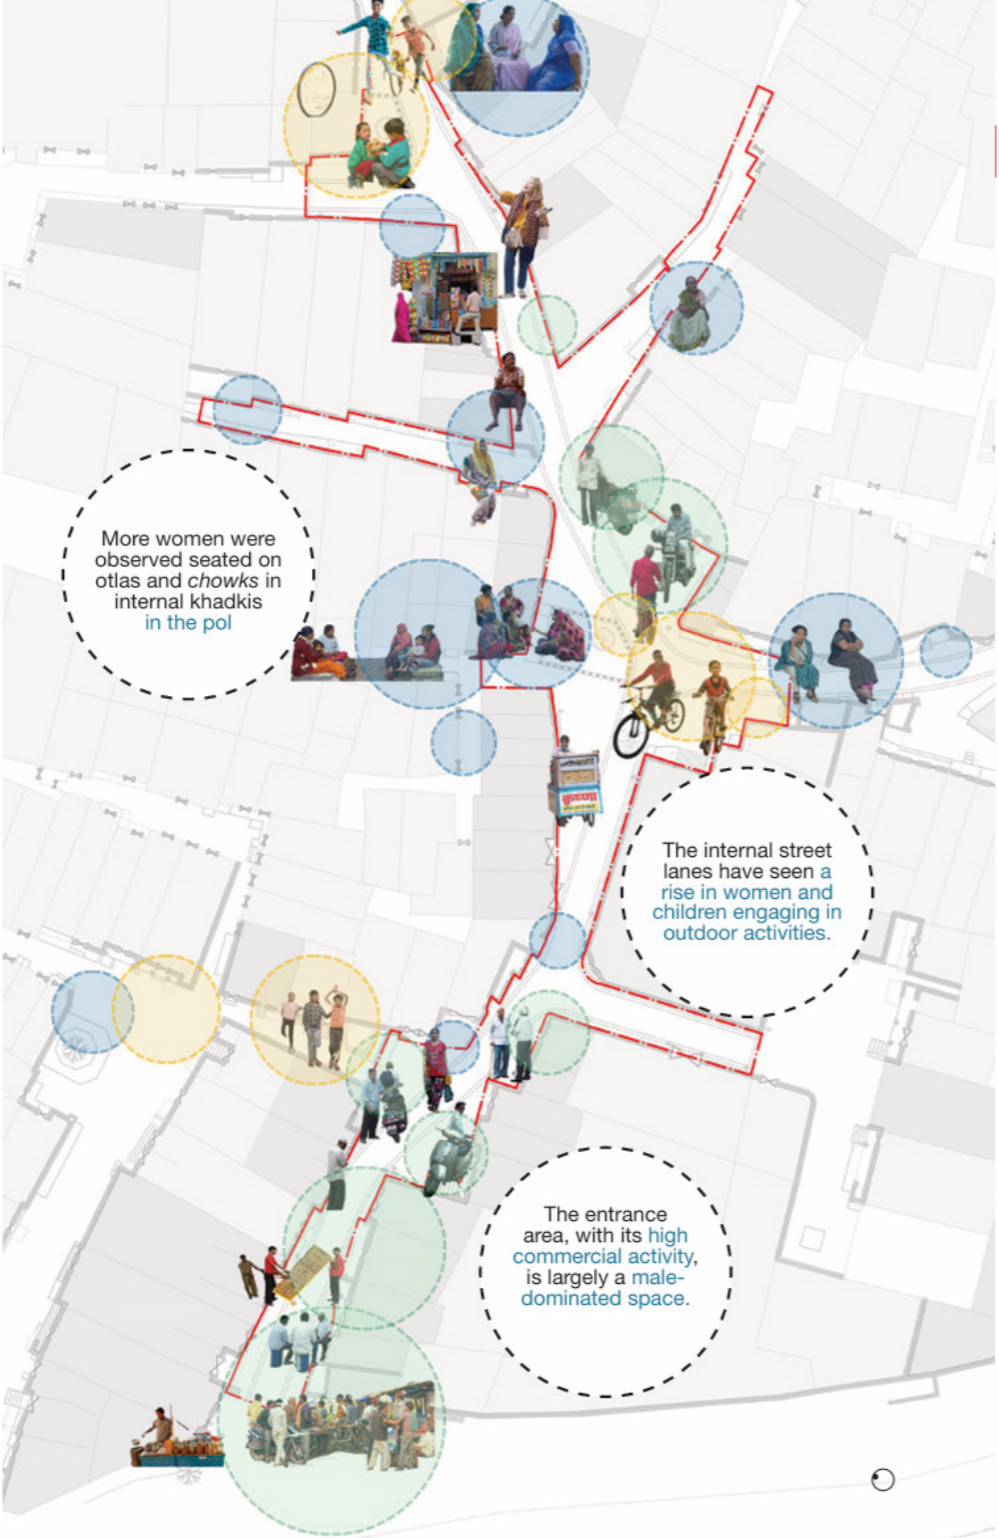 More women were
observed seated on
otlas and chowks in
internal khadkis
in the pol
The internal street
lanes have seen a
rise in women and
children engaging in
outdoor activities.
The entrance
area, with its high
commercial activity,
is largely a male-
dominated space.